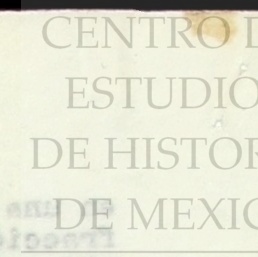 CENTRO D
ESTUDIO
DE HISTOR
DE MEXIC